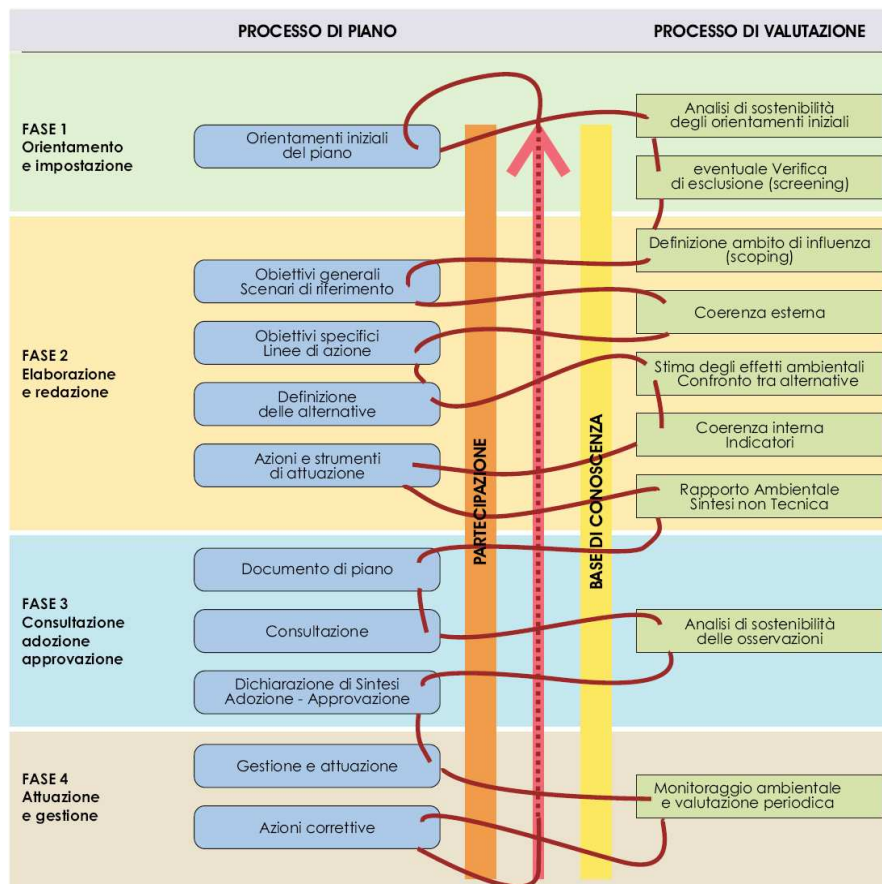 PROCESSO DI PIANO
PROCESSO DI VALUTAZIONE
FASE 1
Orientamento
e impostazione
Orientamenti iniziali
del piano
Analisi di sostenibilità
degli orientamenti iniziali
eventuale Verifica
di esclusione (screening)
FASE 2
Elaborazione
e redazione
Definizione ambito di influenza
(scoping)
Obiettivi generali
Scenari di riferimento
Coerenza esterna
Obiettivi specifici
Linee di azione
Stima degli effetti ambientali
Confronto tra alternative
Definizione
delle alternative
Coerenza interna
Indicatori
Azioni e strumenti
di attuazione
Rapporto Ambientale
Sintesi non Tecnica
PARTECIPAZIONE
BASE DI CONOSCENZA
FASE 3
Consultazione
adozione
approvazione
Documento di piano
Consultazione
Analisi di sostenibilità
delle osservazioni
Dichiarazione di Sintesi
Adozione - Approvazione
FASE 4
Attuazione
e gestione
Gestione e attuazione
Monitoraggio ambientale
e valutazione periodica
Azioni correttive